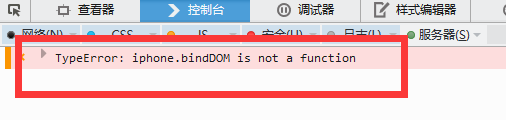 查看器 控制台 调试器 样式编辑器
网络(N) CSS JS 安全(U) 日志(L) 服务器(S)
TypeError: iphone.bindDOM is not a function